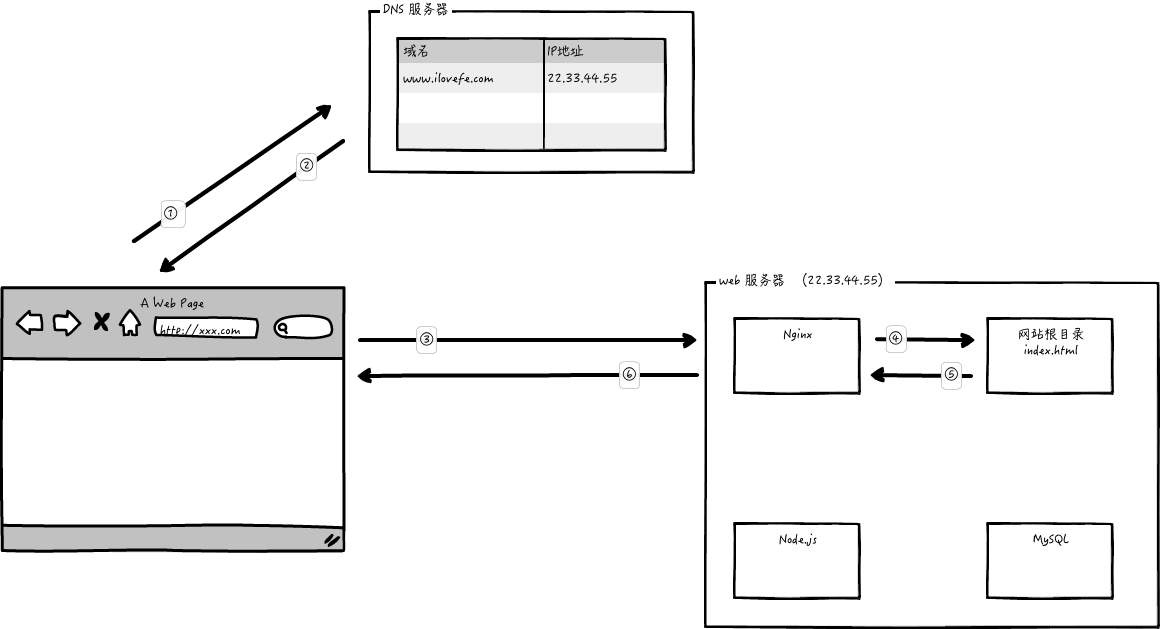 DNS 服务器
域名 IP地址
www.ilovefe.com 22.33.44.55
②
①
web 服务器 (22.33.44.55)
A Web Page
http://xxx.com
③
Nginx
④
网站根目录
index.html
⑥
⑤
Node.js
MySQL